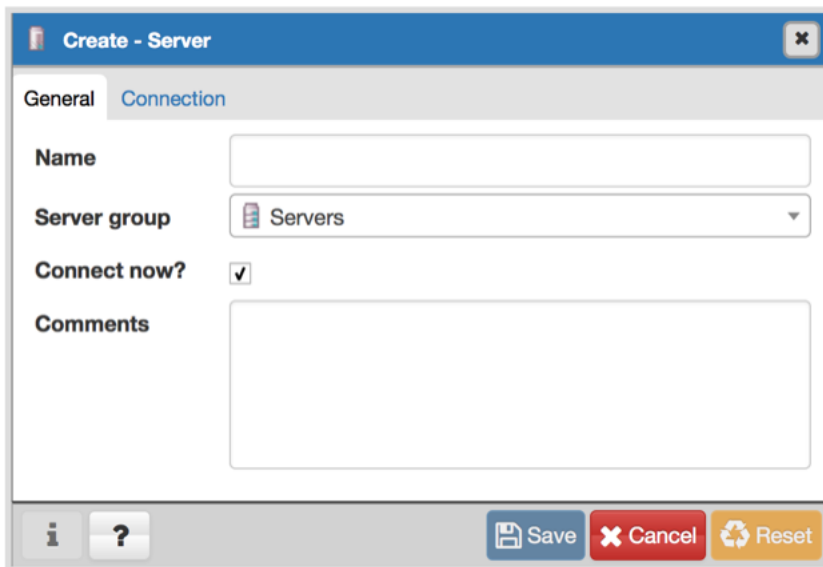 Create - Server
General Connection
Name
Server group Servers
Connect now?
Comments
i ? Save Cancel Reset